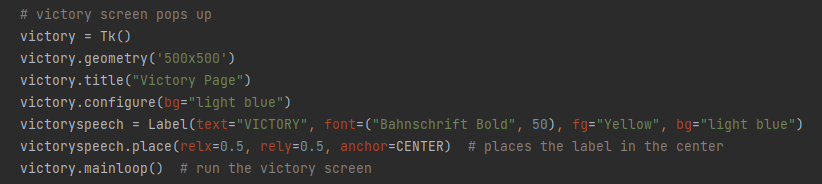 # victory screen pops up
victory = Tk()
victory.geometry('500x500')
victory.title("Victory Page")
victory.configure(bg="light blue")
victoryspeech = Label(text="VICTORY", font=("Bahnschrift Bold", 50), fg="Yellow", bg="light blue")
victoryspeech.place(relx=0.5, rely=0.5, anchor=CENTER)  # places the label in the center
victory.mainloop()  # run the victory screen